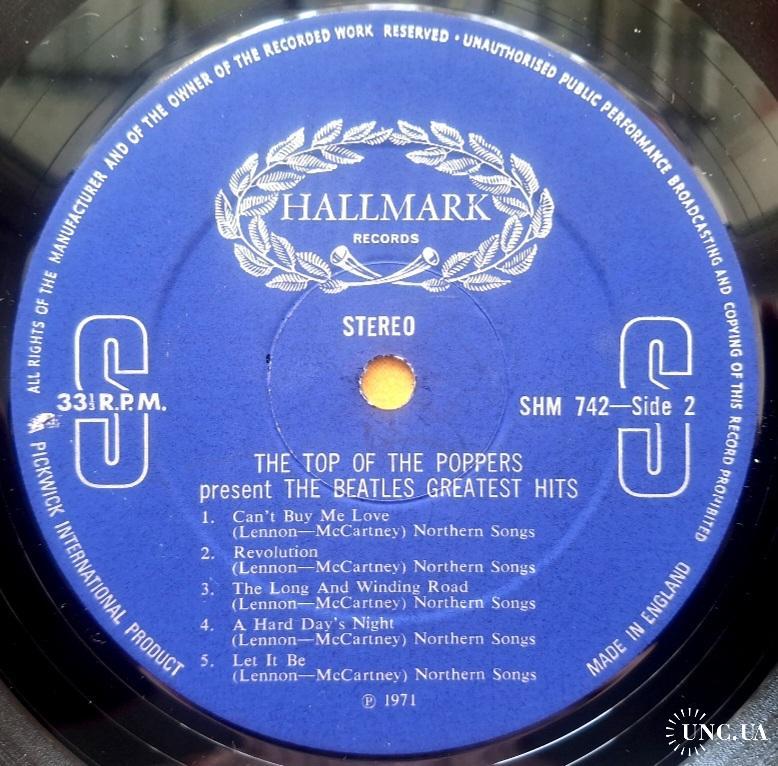 ALL RIGHTS OF THE MANUFACTURER AND OF THE OWNER OF THE RECORDED WORK RESERVED · UNAUTHORISED PUBLIC PERFORMANCE BROADCASTING AND COPYING OF THIS RECORD PROHIBITED
HALLMARK
RECORDS
STEREO
S
S
33⅓ R.P.M.
SHM 742—Side 2
THE TOP OF THE POPPERS
present THE BEATLES GREATEST HITS
1. Can't Buy Me Love
(Lennon—McCartney) Northern Songs
2. Revolution
(Lennon—McCartney) Northern Songs
3. The Long And Winding Road
(Lennon—McCartney) Northern Songs
4. A Hard Day's Night
(Lennon—McCartney) Northern Songs
5. Let It Be
(Lennon—McCartney) Northern Songs
℗ 1971
PICKWICK INTERNATIONAL PRODUCT
MADE IN ENGLAND
UNC.UA